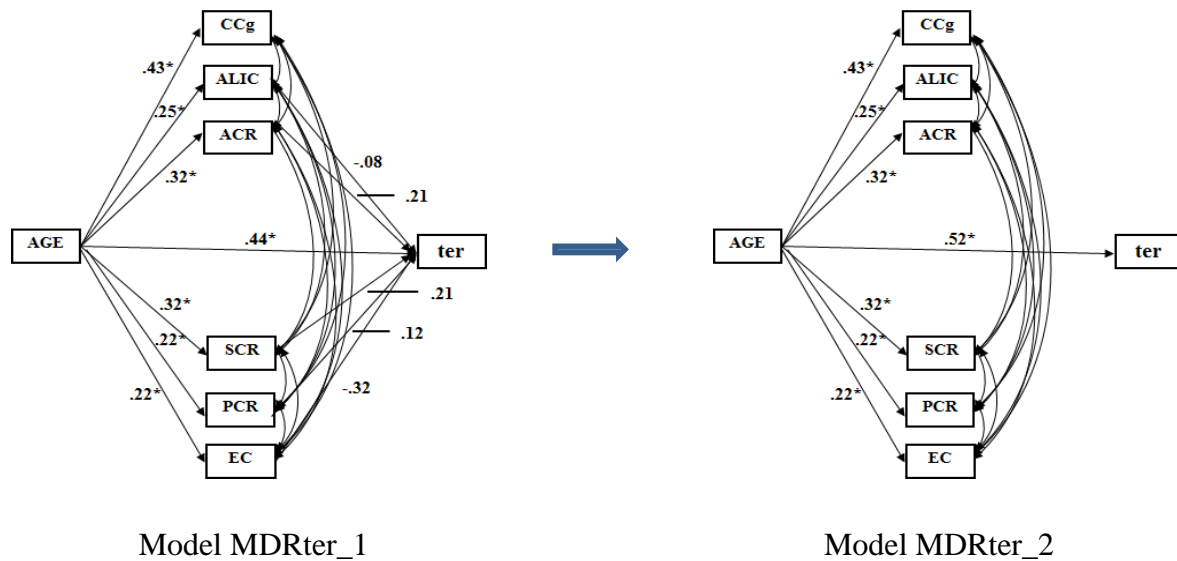 CCg
.43*
ALIC
.25*
ACR
.32*
-.08
.21
AGE
.44*
ter
.21
.32*
.12
.22*
SCR
-.32
.22*
PCR
EC
Model MDRter_1
CCg
.43*
ALIC
.25*
ACR
.32*
AGE
.52*
ter
.32*
.22*
SCR
.22*
PCR
EC
Model MDRter_2